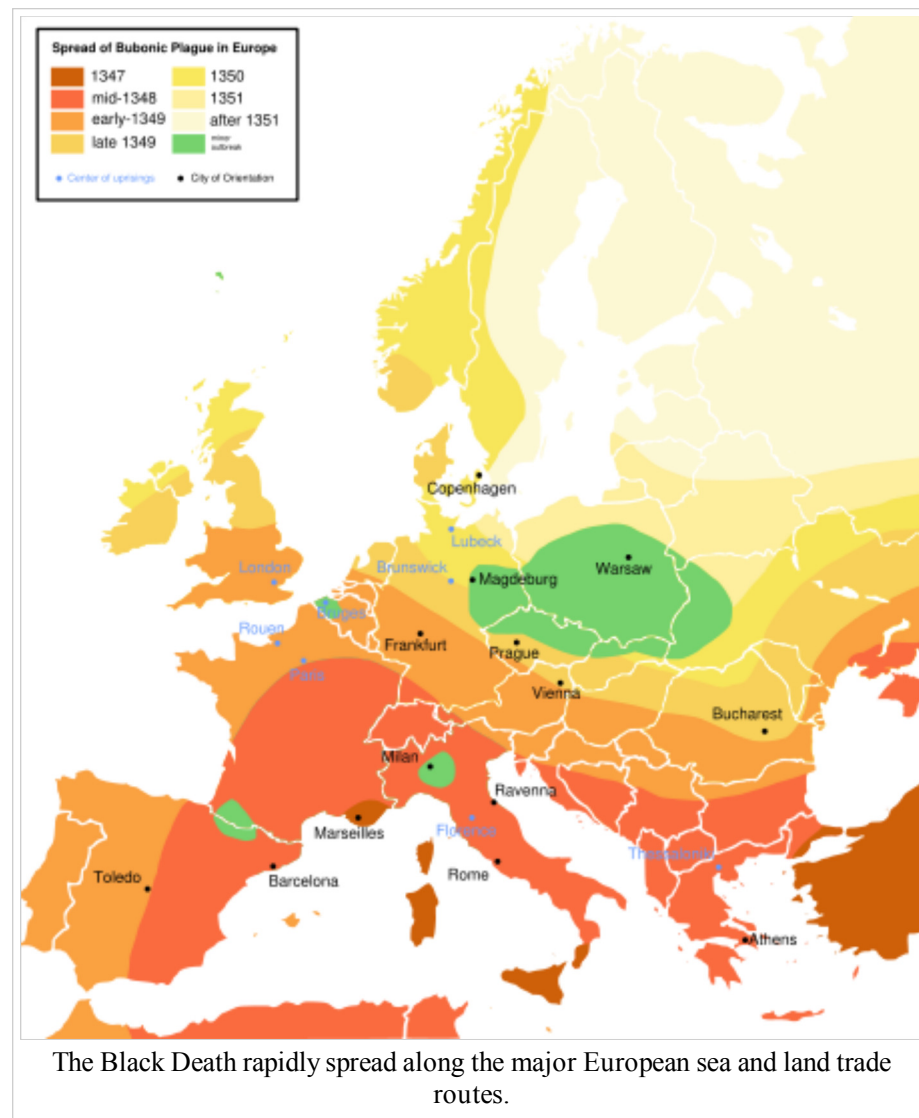 Spread of Bubonic Plague in Europe
1347
mid-1348
early-1349
late 1349
1350
1351
after 1351
minor
outbreak
Center of uprisings
City of Orientation
Copenhagen
Lubeck
London
Brunswick
Magdeburg
Warsaw
Bruges
Rouen
Frankfurt
Prague
Paris
Vienna
Bucharest
Milan
Ravenna
Marseilles
Florence
Thessaloniki
Toledo
Barcelona
Rome
Athens
The Black Death rapidly spread along the major European sea and land trade
routes.